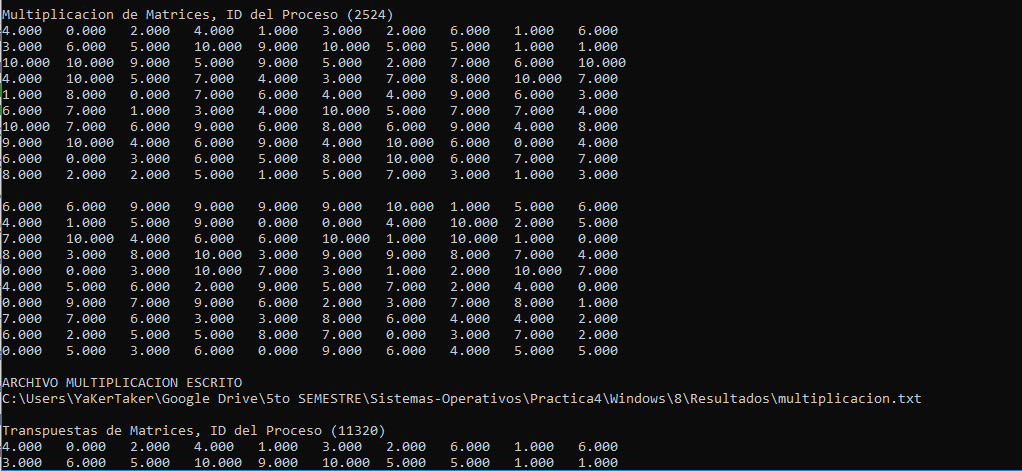 Multiplicacion de Matrices, ID del Proceso (2524)
4.000 0.000 2.000 4.000 1.000 3.000 2.000 6.000 1.000 6.000
3.000 6.000 5.000 10.000 9.000 10.000 5.000 5.000 1.000 1.000
10.000 10.000 9.000 5.000 9.000 5.000 2.000 7.000 6.000 10.000
4.000 10.000 5.000 7.000 4.000 3.000 7.000 8.000 10.000 7.000
1.000 8.000 0.000 7.000 6.000 4.000 4.000 9.000 6.000 3.000
6.000 7.000 1.000 3.000 4.000 10.000 5.000 7.000 7.000 4.000
10.000 7.000 6.000 9.000 6.000 8.000 6.000 9.000 4.000 8.000
9.000 10.000 4.000 6.000 9.000 4.000 10.000 6.000 0.000 4.000
6.000 0.000 3.000 6.000 5.000 8.000 10.000 6.000 7.000 7.000
8.000 2.000 2.000 5.000 1.000 5.000 7.000 3.000 1.000 3.000
6.000 6.000 9.000 9.000 9.000 9.000 10.000 1.000 5.000 6.000
4.000 1.000 5.000 9.000 0.000 0.000 4.000 10.000 2.000 5.000
7.000 10.000 4.000 6.000 6.000 10.000 1.000 10.000 1.000 0.000
8.000 3.000 8.000 10.000 3.000 9.000 9.000 8.000 7.000 4.000
0.000 0.000 3.000 10.000 7.000 3.000 1.000 2.000 10.000 7.000
4.000 5.000 6.000 2.000 9.000 5.000 7.000 2.000 4.000 0.000
0.000 9.000 7.000 9.000 6.000 2.000 3.000 7.000 8.000 1.000
7.000 7.000 6.000 3.000 3.000 8.000 6.000 4.000 4.000 2.000
6.000 2.000 5.000 5.000 8.000 7.000 0.000 3.000 7.000 2.000
0.000 5.000 3.000 6.000 0.000 9.000 6.000 4.000 5.000 5.000
ARCHIVO MULTIPLICACION ESCRITO
C:\Users\YaKerTaker\Google Drive\5to SEMESTRE\Sistemas-Operativos\Practica4\Windows\8\Resultados\multiplicacion.txt
Transpuestas de Matrices, ID del Proceso (11320)
4.000 0.000 2.000 4.000 1.000 3.000 2.000 6.000 1.000 6.000
3.000 6.000 5.000 10.000 9.000 10.000 5.000 5.000 1.000 1.000